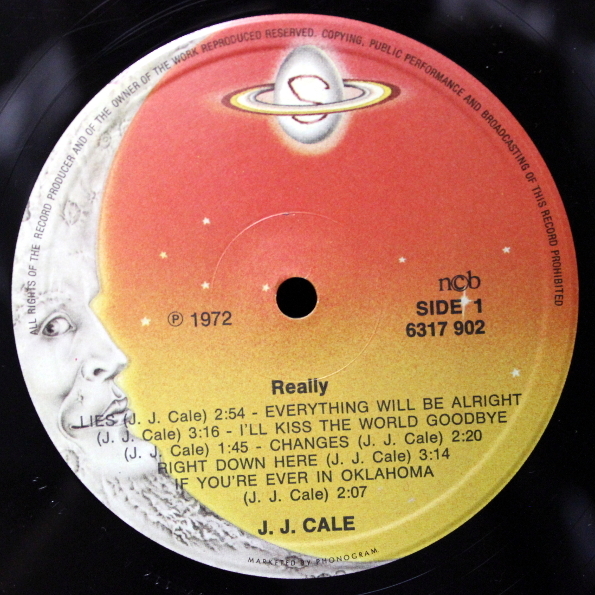 ALL RIGHTS OF THE RECORD PRODUCER AND OF THE OWNER OF THE WORK REPRODUCED RESERVED. COPYING, PUBLIC PERFORMANCE AND BROADCASTING OF THIS RECORD PROHIBITED
S
ncb
SIDE 1
6317 902
Ⓟ 1972
Really
LIES (J. J. Cale) 2:54 - EVERYTHING WILL BE ALRIGHT
(J. J. Cale) 3:16 - I'LL KISS THE WORLD GOODBYE
(J. J. Cale) 1:45 - CHANGES (J. J. Cale) 2:20
RIGHT DOWN HERE (J. J. Cale) 3:14
IF YOU'RE EVER IN OKLAHOMA
(J. J. Cale) 2:07
J. J. CALE
MARKETED BY PHONOGRAM